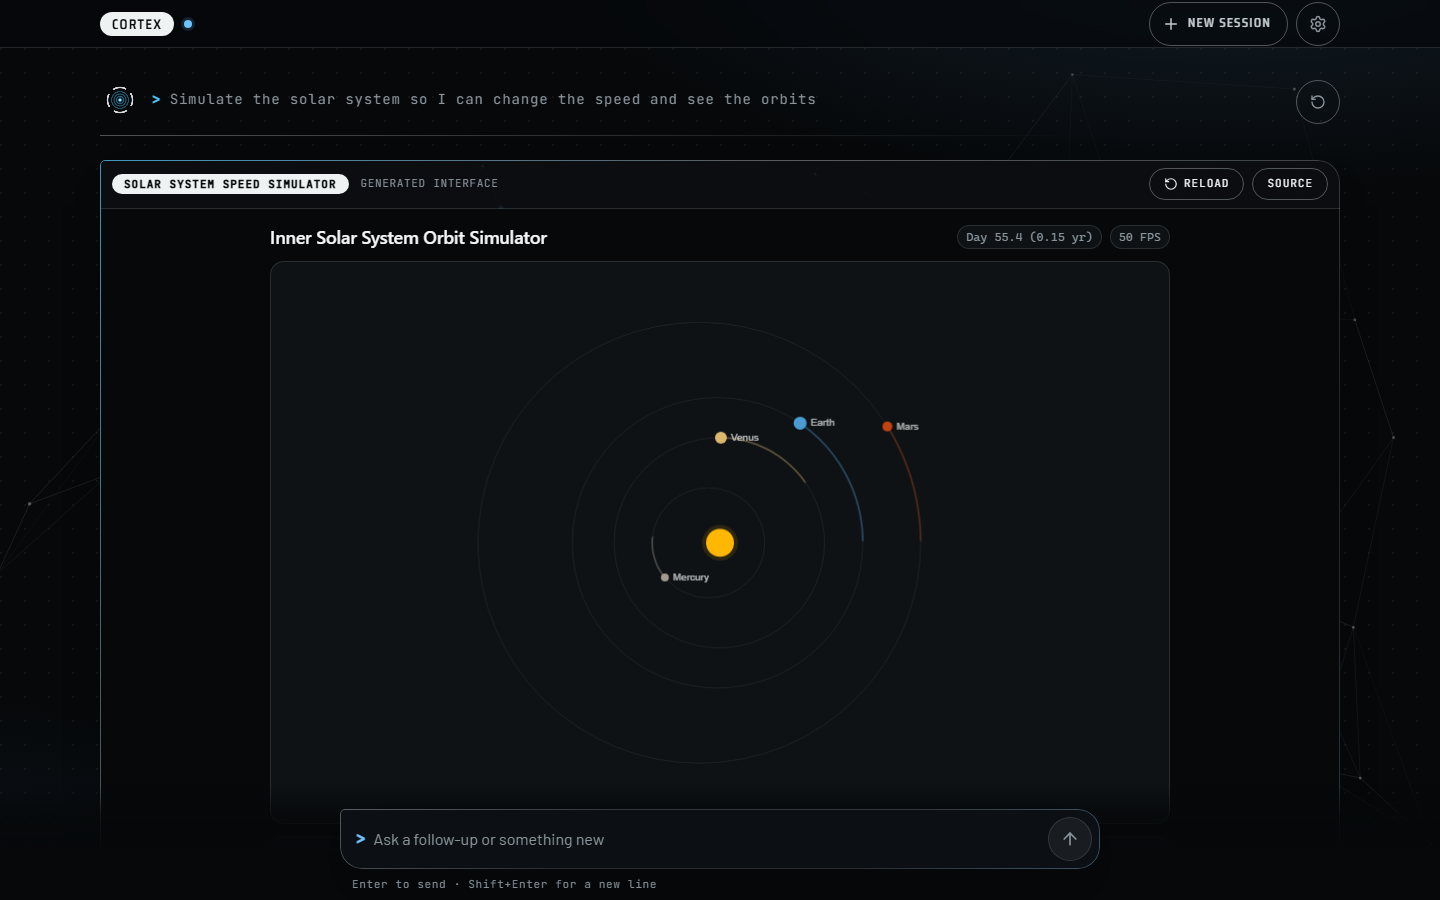 CORTEX
NEW SESSION
> Simulate the solar system so I can change the speed and see the orbits
SOLAR SYSTEM SPEED SIMULATOR GENERATED INTERFACE
RELOAD
SOURCE
Inner Solar System Orbit Simulator
Day 55.4 (0.15 yr)
50 FPS
Earth
Mars
Venus
Mercury
> Ask a follow-up or something new
Enter to send · Shift+Enter for a new line